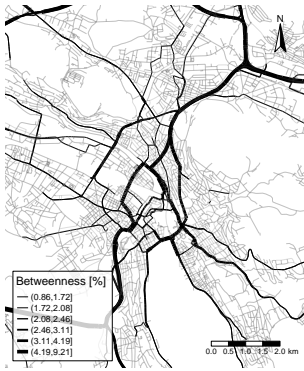 N
Betweenness [%]
(0.86,1.72]
(1.72,2.08]
(2.08,2.46]
(2.46,3.11]
(3.11,4.19]
(4.19,9.21]
0.0 0.5 1.0 1.5 2.0 km